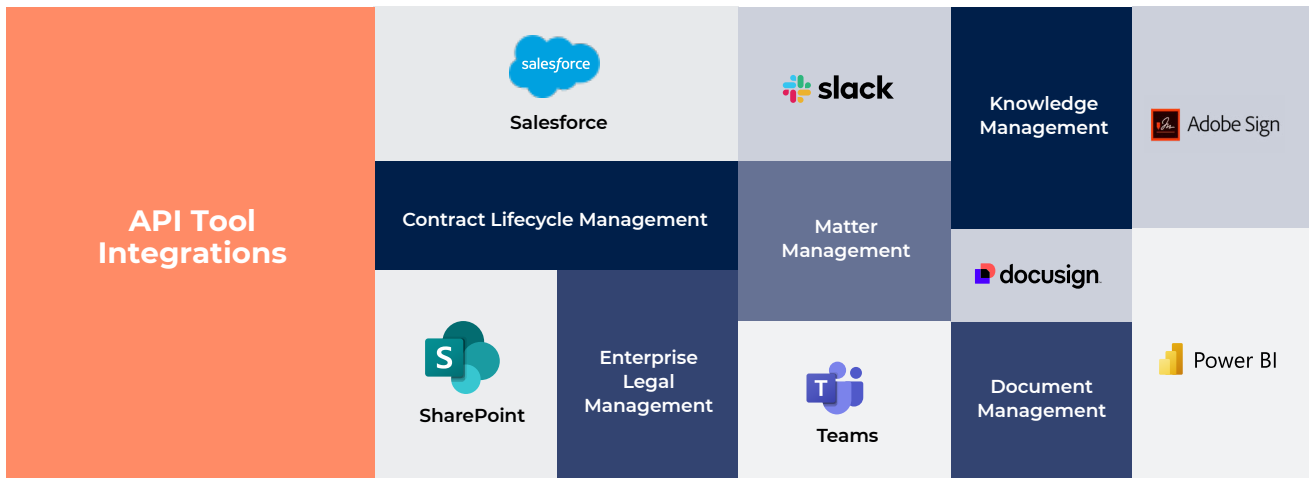 API Tool
Integrations
salesforce
Salesforce
Contract Lifecycle Management
S
SharePoint
Enterprise
Legal
Management
slack
Matter
Management
T
Teams
Knowledge
Management
docusign
Document
Management
Adobe Sign
Power BI